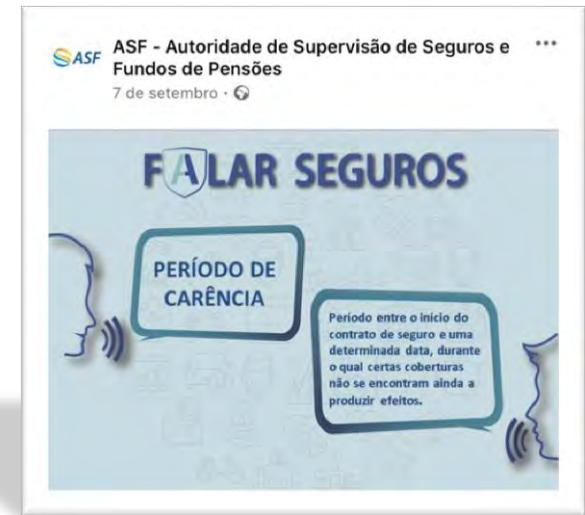 ASF
ASF - Autoridade de Supervisão de Seguros e
Fundos de Pensões
7 de setembro ·
FALAR SEGUROS
PERÍODO DE
CARÊNCIA
Período entre o início do
contrato de seguro e uma
determinada data, durante
o qual certas coberturas
não se encontram ainda a
produzir efeitos.